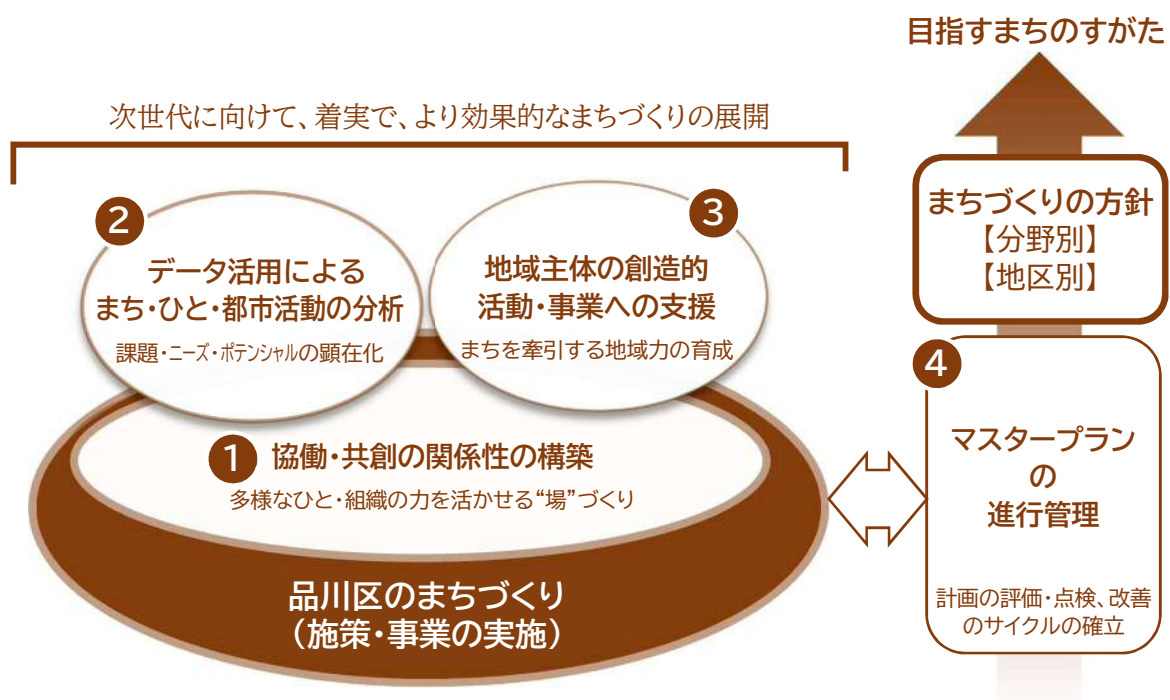 次世代に向けて、着実で、より効果的なまちづくりの展開
2
データ活用による
まち・ひと・都市活動の分析
課題・ニーズ・ポテンシャルの顕在化
3
地域主体の創造的
活動・事業への支援
まちを牽引する地域力の育成
1 協働・共創の関係性の構築
多様なひと・組織の力を活かせる“場”づくり
品川区のまちづくり
（施策・事業の実施）
目指すまちのすがた
まちづくりの方針
【分野別】
【地区別】
4
マスタープラン
の
進行管理
計画の評価・点検、改善
のサイクルの確立